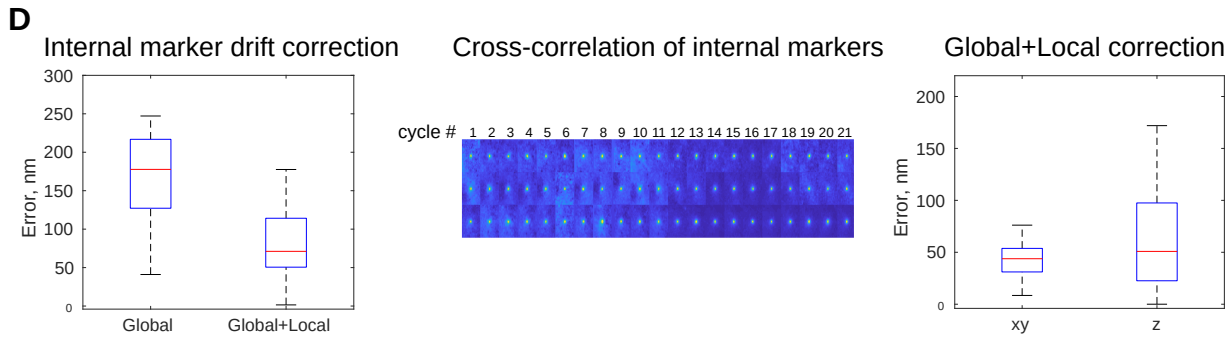 D
Internal marker drift correction
300
250
200
150
100
50
0
Error, nm
Global Global+Local
Cross-correlation of internal markers
cycle # 1 2 3 4 5 6 7 8 9 10 11 12 13 14 15 16 17 18 19 20 21
Global+Local correction
200
150
100
50
0
Error, nm
xy z